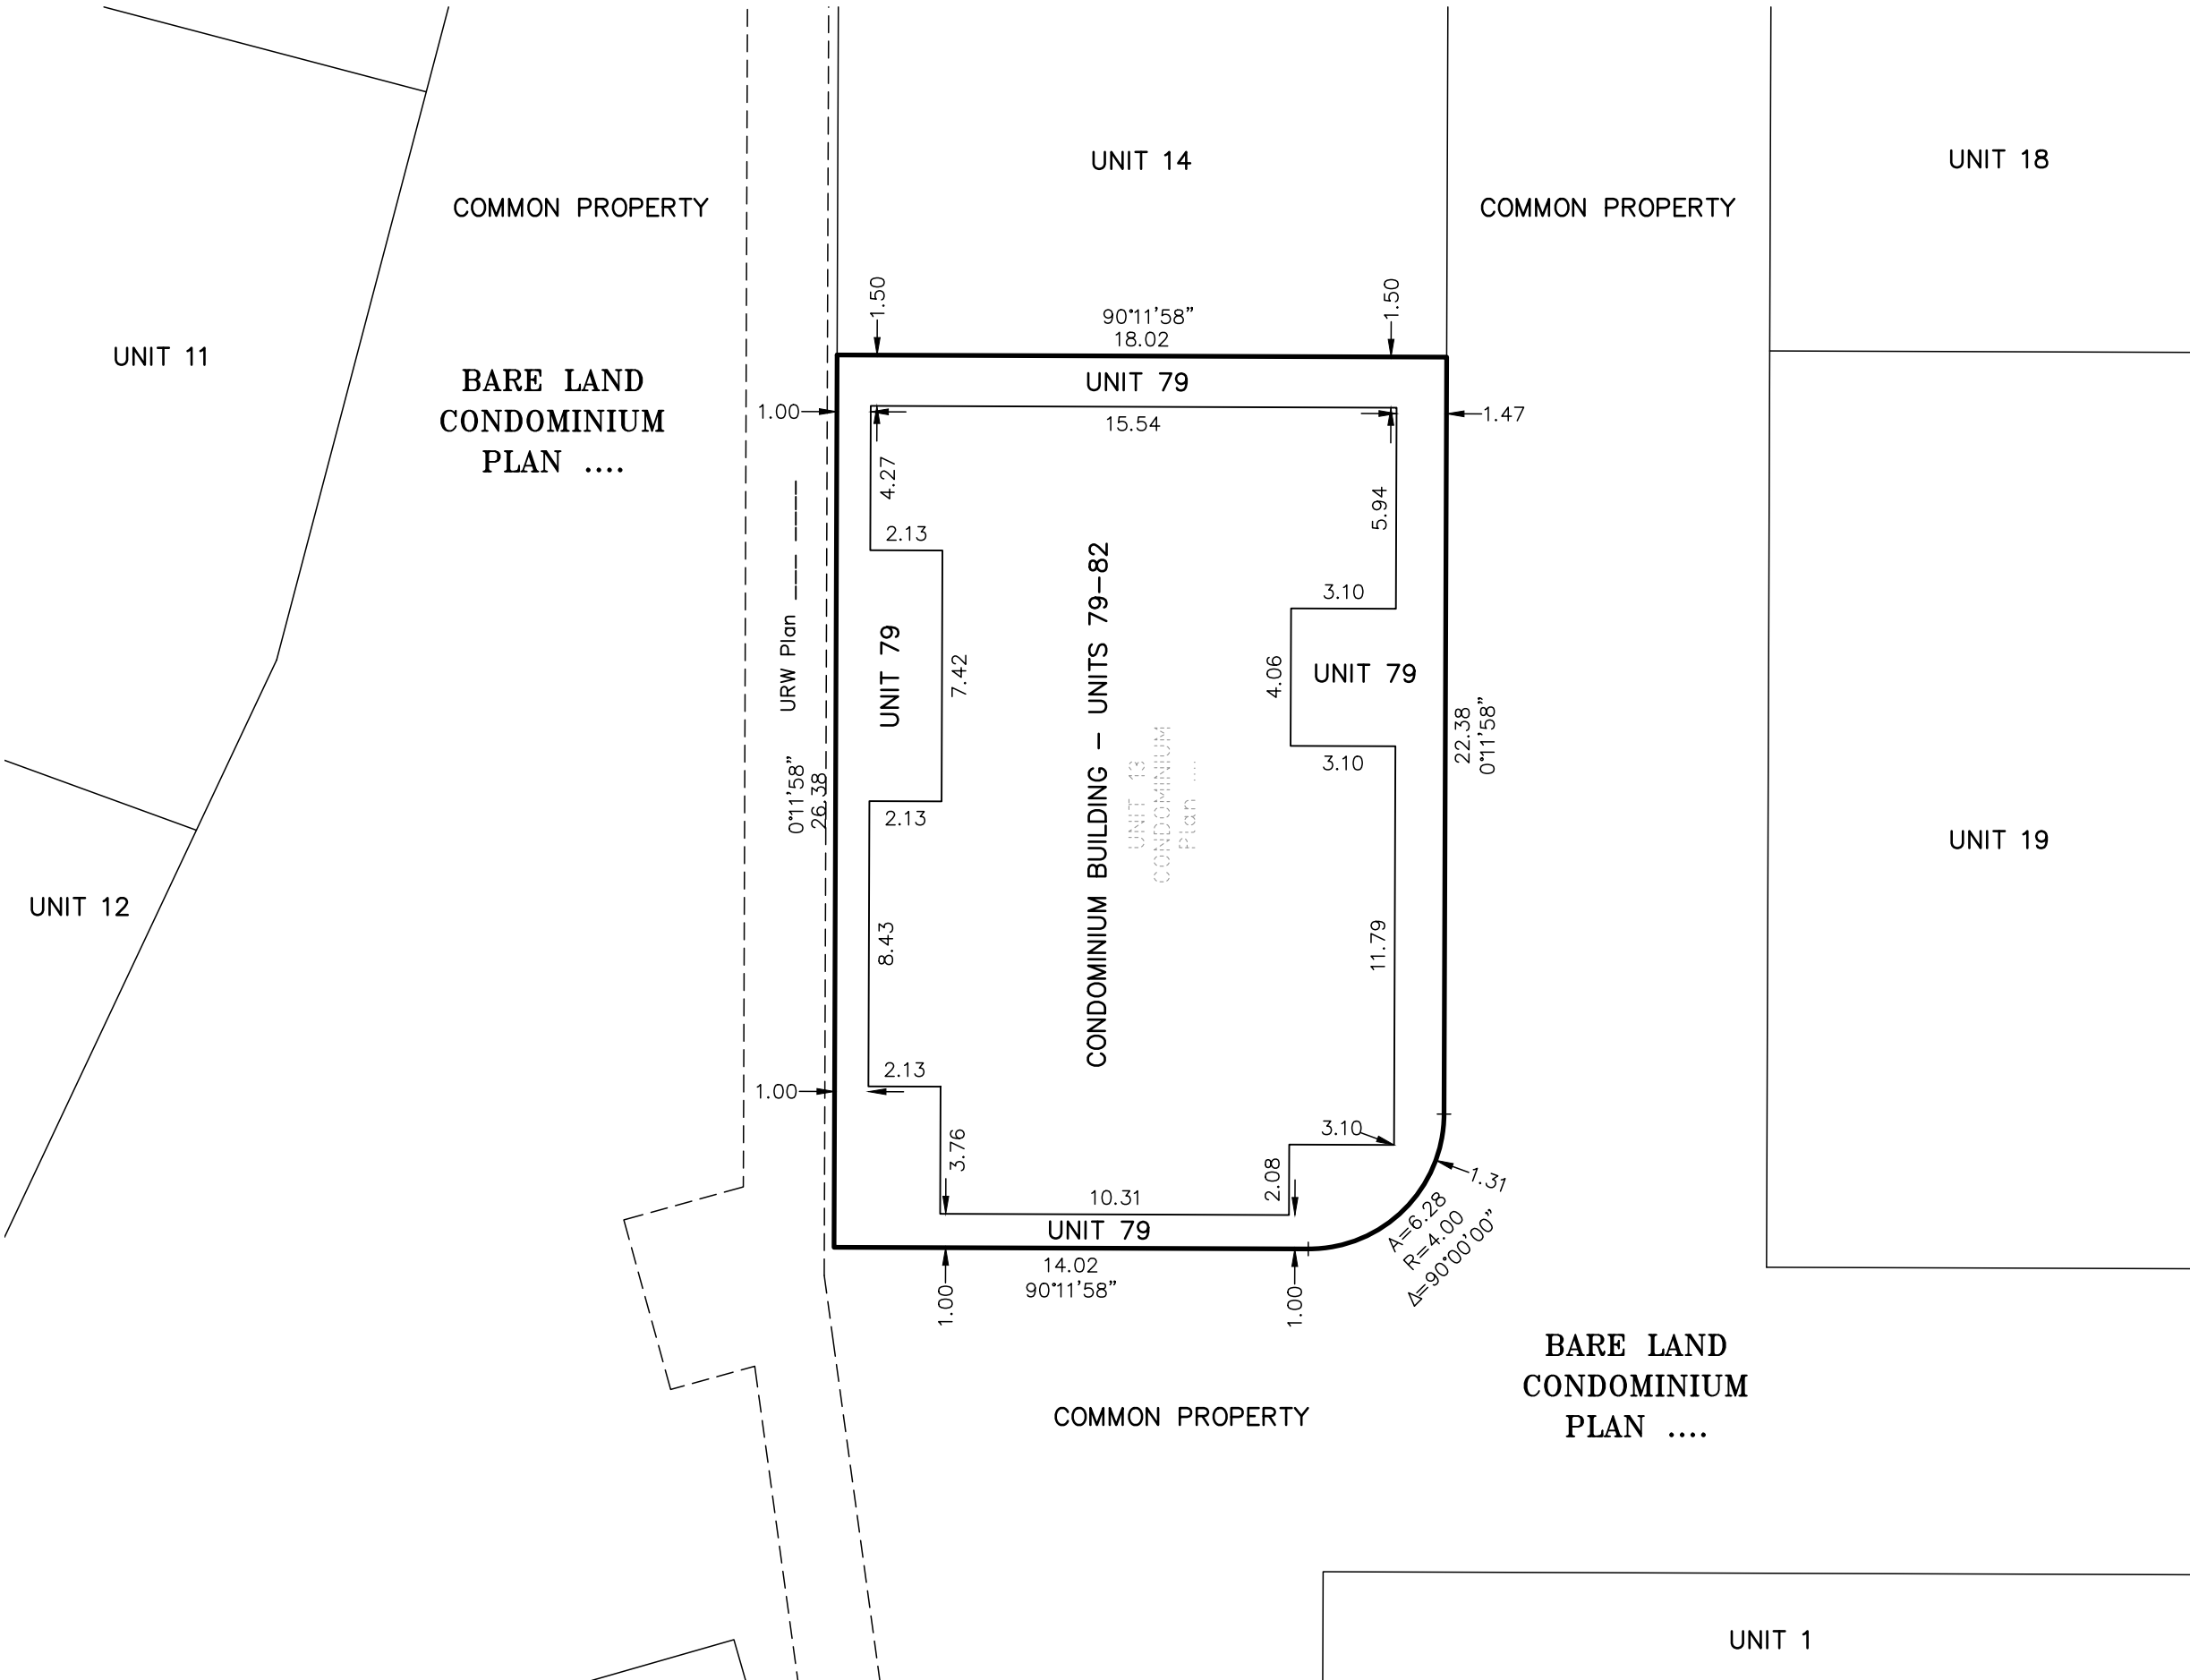 UNIT 14
UNIT 18
COMMON PROPERTY
COMMON PROPERTY
1.50
1.50
90°11'58"
18.02
UNIT 11
BARE LAND
CONDOMINIUM
PLAN ....
UNIT 79
1.00
1.47
15.54
4.27
5.94
2.13
3.10
URW Plan
UNIT 79
7.42
CONDOMINIUM BUILDING - UNITS 79-82
4.06
UNIT 79
22.38
0°11'58"
UNIT 13
CONDOMINIUM
Plan ....
3.10
0°11'58"
26.38
2.13
UNIT 19
UNIT 12
8.43
11.79
2.13
1.00
3.10
3.76
2.08
1.31
10.31
UNIT 79
A=6.28
R=4.00
Δ=90°00'00"
14.02
90°11'58"
1.00
1.00
BARE LAND
CONDOMINIUM
PLAN ....
COMMON PROPERTY
UNIT 1